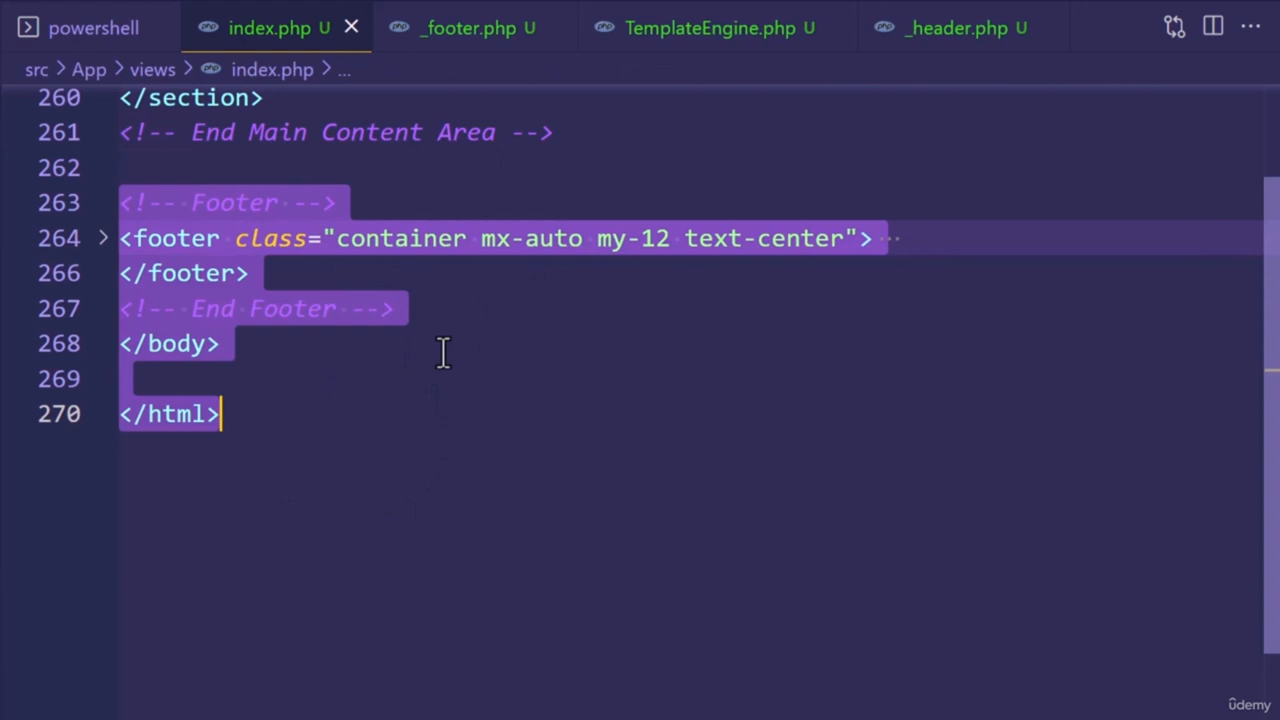 powershell index.php U _footer.php U TemplateEngine.php U _header.php U
src > App > views > index.php > ...
260 </section>
261 <!-- End Main Content Area -->
262
263 <!-- Footer -->
264 <footer class="container mx-auto my-12 text-center"> ...
266 </footer>
267 <!-- End Footer -->
268 </body>
269
270 </html>
ûdemy